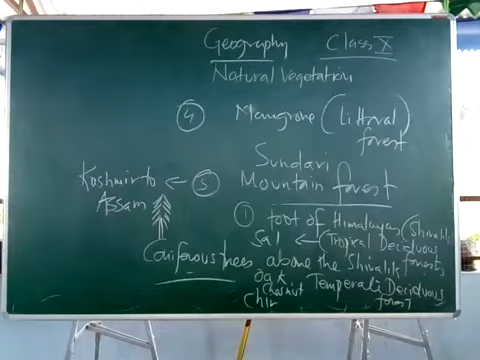 Geography Class X
Natural Vegetation
④ Mangrove (Littoral forest)
Sundari
Kashmir to Assam ← ⑤ Mountain forest
① foot of Himalayas (Shivalik)
Sal ← (Tropical Deciduous forests
Coniferous trees above the Shivalik
Oak Temperate Deciduous forest
Chestnut
Chir